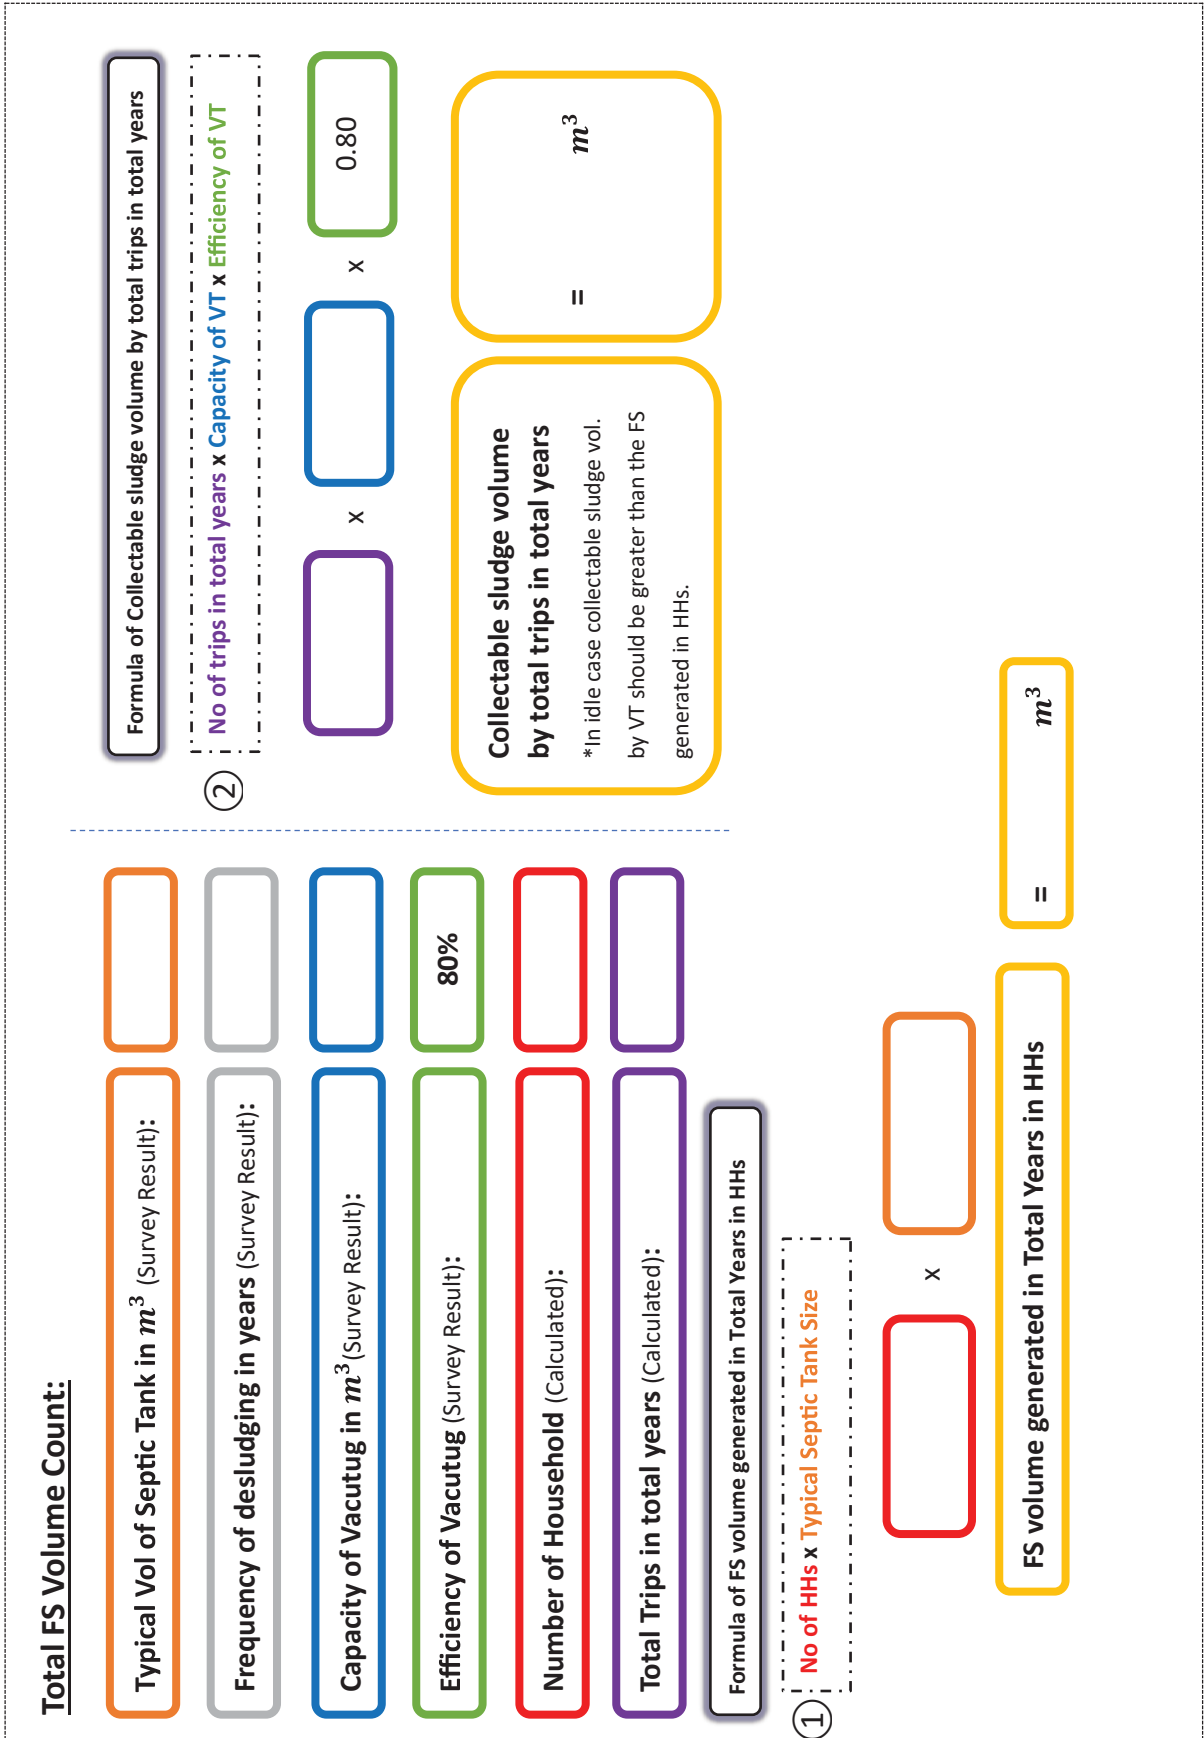 Total FS Volume Count:
Typical Vol of Septic Tank in m³ (Survey Result):
Frequency of desludging in years (Survey Result):
Capacity of Vacutug in m³ (Survey Result):
Efficiency of Vacutug (Survey Result):
80%
Number of Household (Calculated):
Total Trips in total years (Calculated):
Formula of FS volume generated in Total Years in HHs
①
No of HHs x Typical Septic Tank Size
x
FS volume generated in Total Years in HHs
= m³
Formula of Collectable sludge volume by total trips in total years
②
No of trips in total years x Capacity of VT x Efficiency of VT
x x 0.80
Collectable sludge volume
by total trips in total years
*In idle case collectable sludge vol.
by VT should be greater than the FS
generated in HHs.
= m³